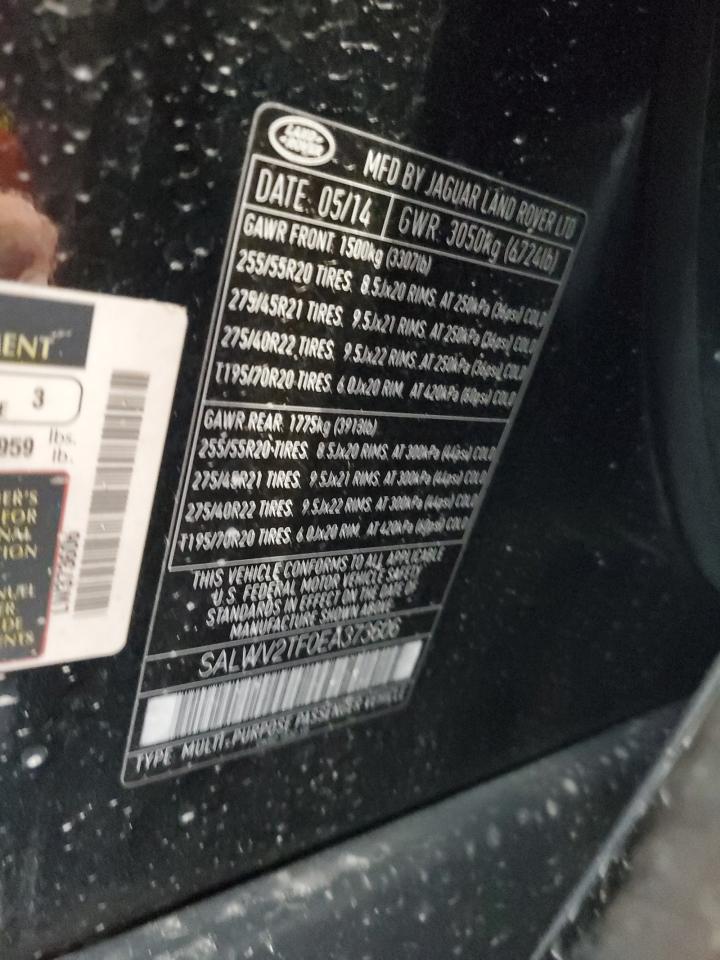 LAND-
-ROVER
MFD BY JAGUAR LAND ROVER LTD
DATE: 05/14 GWR: 3050kg (6724lb)
GAWR FRONT: 1500kg (3307lb)
255/55R20 TIRES. 8.5Jx20 RIMS. AT 250kPa (36psi) COLD
275/45R21 TIRES. 9.5Jx21 RIMS. AT 250kPa (36psi) COLD
275/40R22 TIRES. 9.5Jx22 RIMS. AT 250kPa (36psi) COLD
T195/70R20 TIRES. 6.0Jx20 RIM. AT 420kPa (60psi) COLD
GAWR REAR: 1775kg (3913lb)
255/55R20 TIRES. 8.5Jx20 RIMS. AT 300kPa (44psi) COLD
275/45R21 TIRES. 9.5Jx21 RIMS. AT 300kPa (44psi) COLD
275/40R22 TIRES. 9.5Jx22 RIMS. AT 300kPa (44psi) COLD
T195/70R20 TIRES. 6.0Jx20 RIM. AT 420kPa (60psi) COLD
THIS VEHICLE CONFORMS TO ALL APPLICABLE
U.S. FEDERAL MOTOR VEHICLE SAFETY
STANDARDS IN EFFECT ON THE DATE OF
MANUFACTURE SHOWN ABOVE.
SALWV2TF0EA373606
TYPE: MULTI-PURPOSE PASSENGER VEHICLE
3
959 lbs.
lb.
FOR